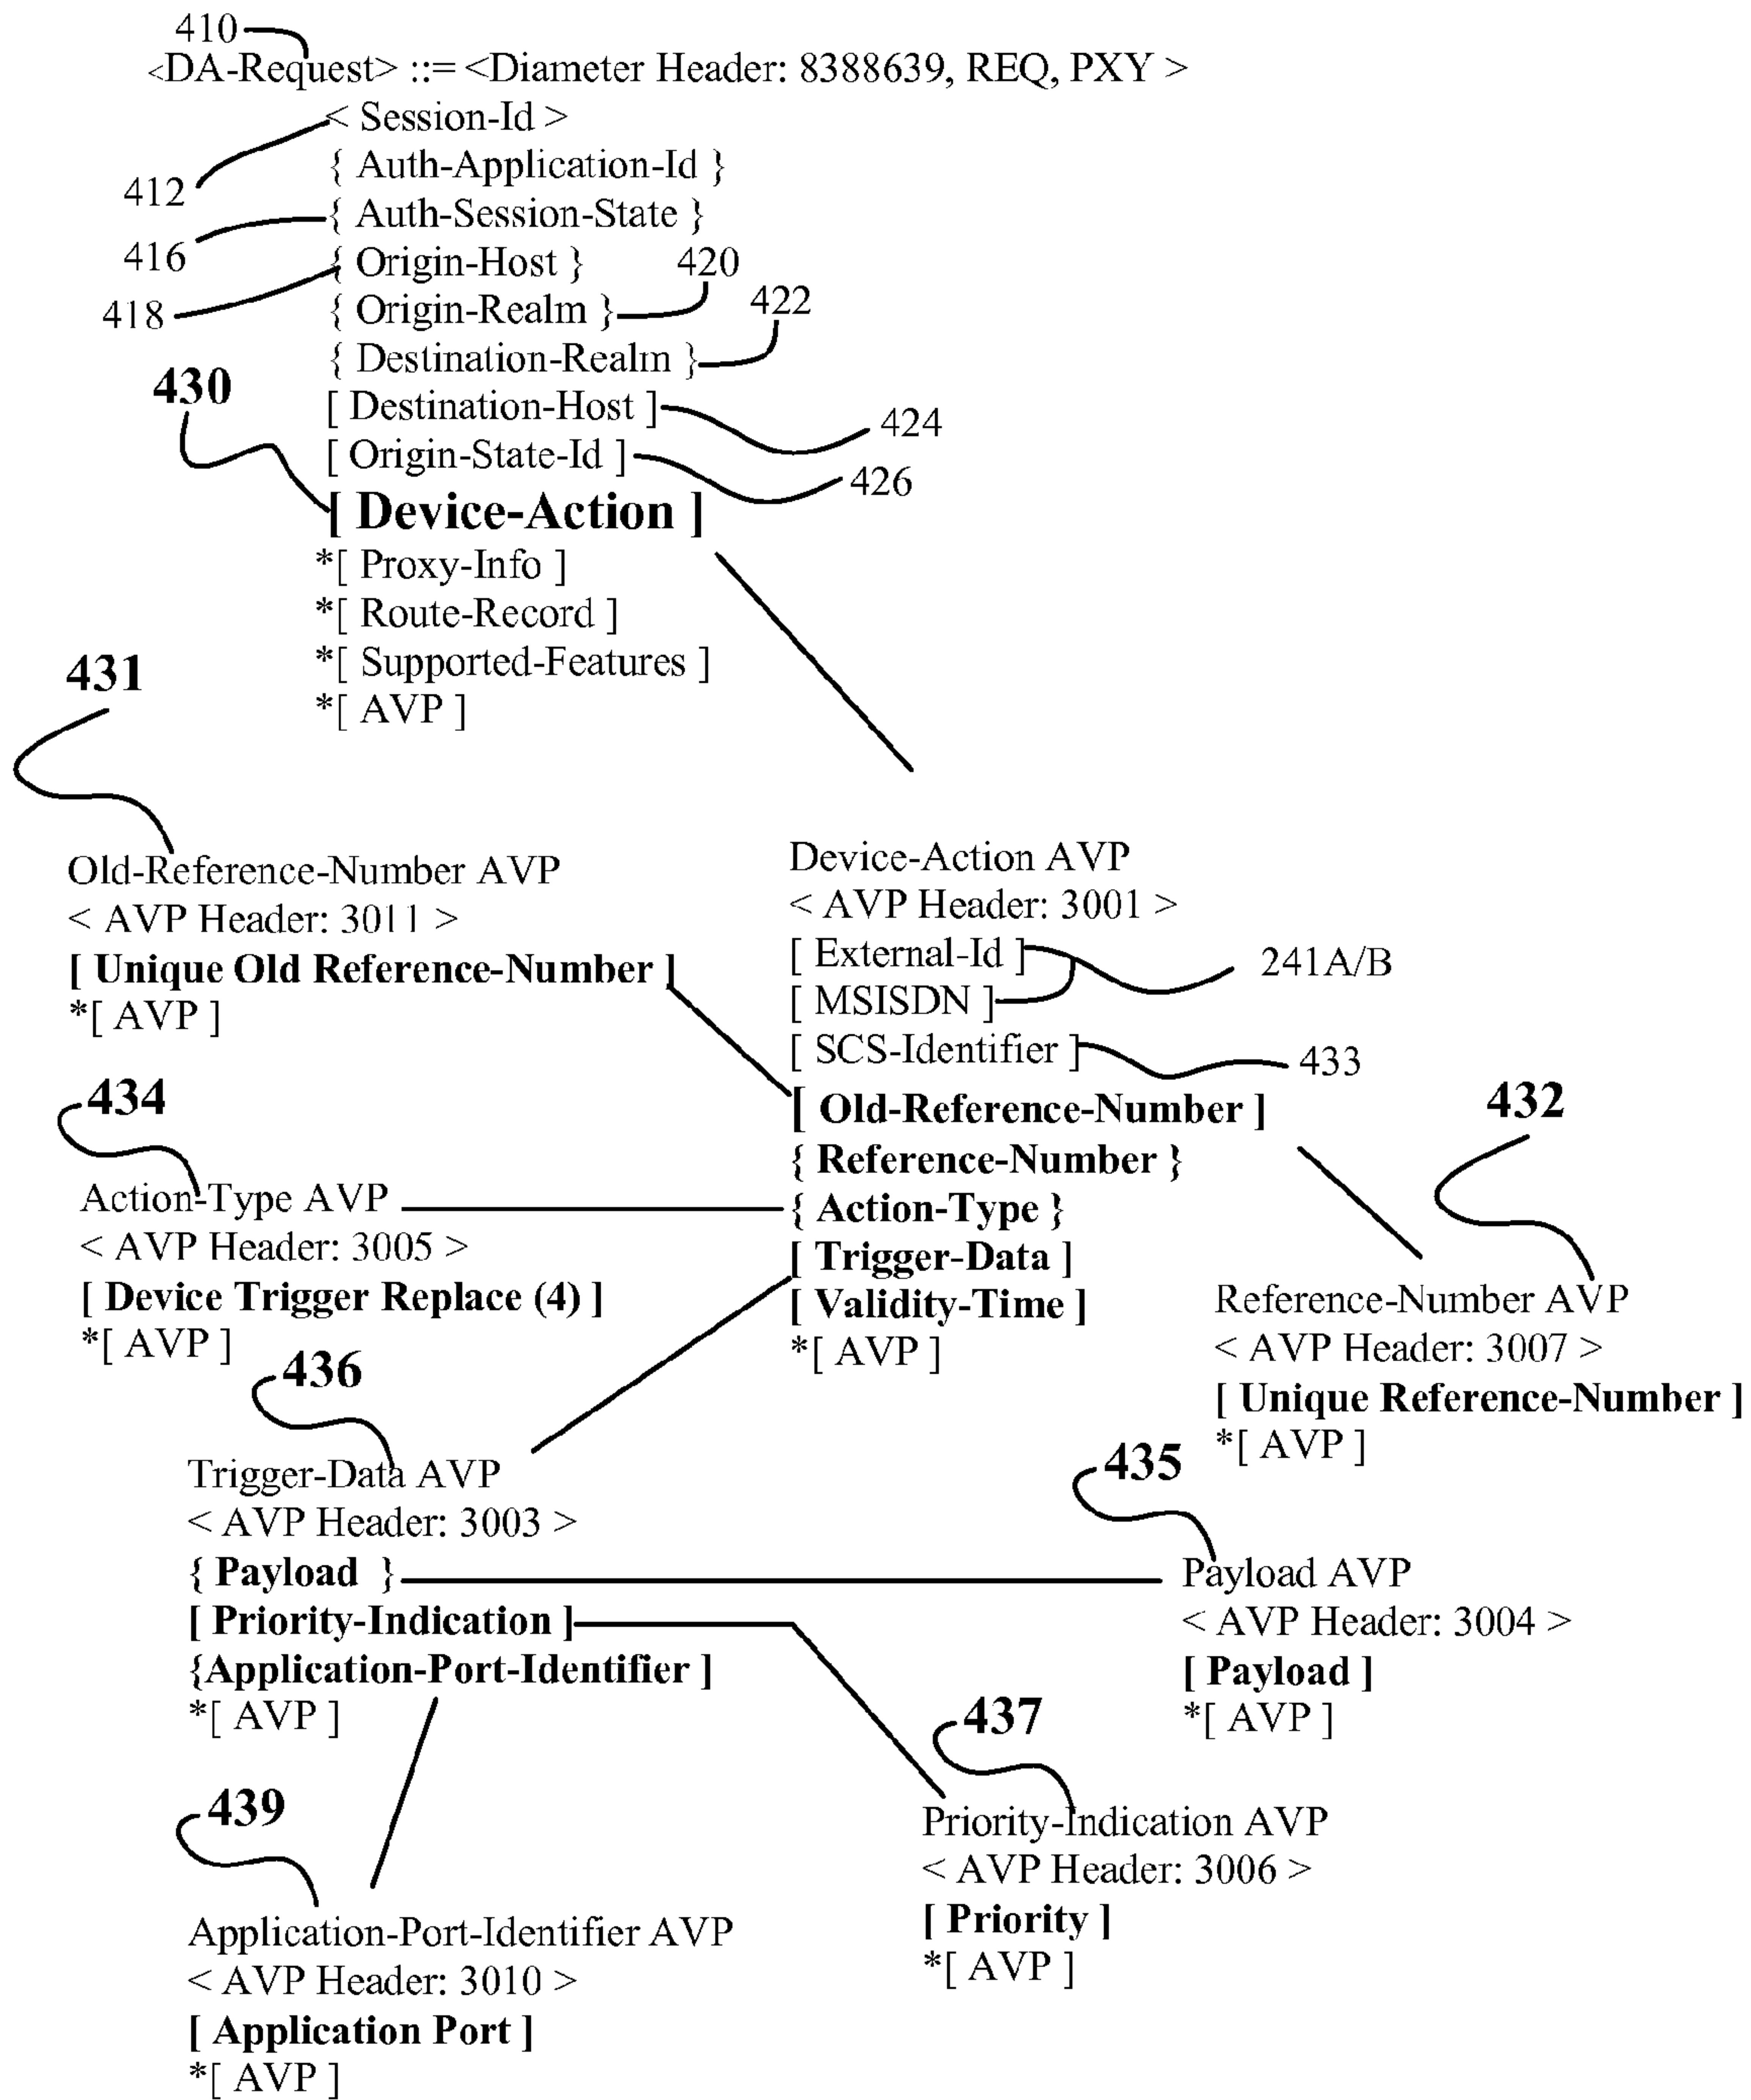 410
<DA-Request> ::= <Diameter Header: 8388639, REQ, PXY >
< Session-Id >
{ Auth-Application-Id }
412
{ Auth-Session-State }
416
{ Origin-Host }
420
418
{ Origin-Realm }
422
{ Destination-Realm }
430
[ Destination-Host ]
424
[ Origin-State-Id ]
426
[ Device-Action ]
*[ Proxy-Info ]
*[ Route-Record ]
*[ Supported-Features ]
*[ AVP ]
431
Old-Reference-Number AVP
< AVP Header: 3011 >
[ Unique Old Reference-Number ]
*[ AVP ]
Device-Action AVP
< AVP Header: 3001 >
[ External-Id ]
241A/B
[ MSISDN ]
[ SCS-Identifier ]
433
[ Old-Reference-Number ]
{ Reference-Number }
{ Action-Type }
[ Trigger-Data ]
[ Validity-Time ]
*[ AVP ]
434
Action-Type AVP
< AVP Header: 3005 >
[ Device Trigger Replace (4) ]
*[ AVP ]
432
Reference-Number AVP
< AVP Header: 3007 >
[ Unique Reference-Number ]
*[ AVP ]
436
Trigger-Data AVP
< AVP Header: 3003 >
{ Payload }
[ Priority-Indication ]
{Application-Port-Identifier ]
*[ AVP ]
435
Payload AVP
< AVP Header: 3004 >
[ Payload ]
*[ AVP ]
437
Priority-Indication AVP
< AVP Header: 3006 >
[ Priority ]
*[ AVP ]
439
Application-Port-Identifier AVP
< AVP Header: 3010 >
[ Application Port ]
*[ AVP ]